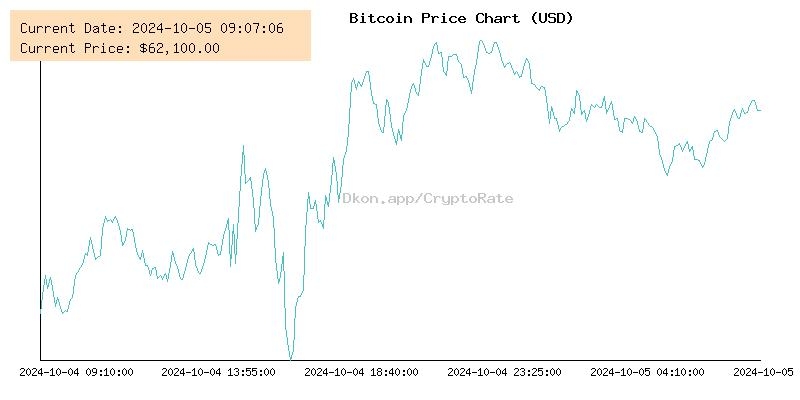 Bitcoin Price Chart (USD)
Current Date: 2024-10-05 09:07:06
Current Price: $62,100.00
Dkon.app/CryptoRate
2024-10-04 09:10:00 2024-10-04 13:55:00 2024-10-04 18:40:00 2024-10-04 23:25:00 2024-10-05 04:10:00 2024-10-05